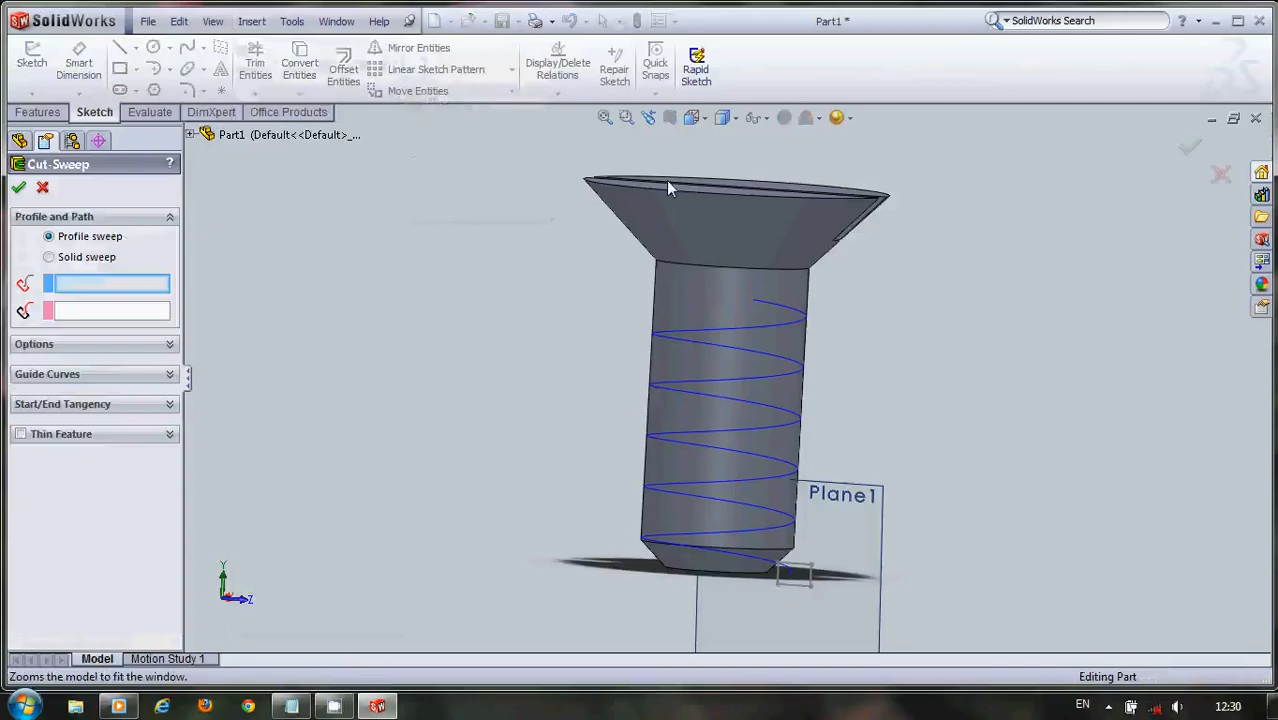 SolidWorks File Edit View Insert Tools Window Help Part1 * SolidWorks Search
Sketch Smart Dimension Trim Entities Convert Entities Offset Entities Mirror Entities Linear Sketch Pattern Move Entities Display/Delete Relations Repair Sketch Quick Snaps Rapid Sketch
Features Sketch Evaluate DimXpert Office Products
Part1 (Default<<Default>_...
Cut-Sweep ?
Profile and Path
Profile sweep
Solid sweep
Options
Guide Curves
Start/End Tangency
Thin Feature
Plane1
Y
Z
Model Motion Study 1
Zooms the model to fit the window. Editing Part
EN 12:30